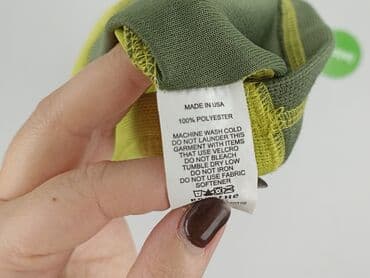 MADE IN USA
100% POLYESTER
MACHINE WASH COLD
DO NOT LAUNDER THIS
GARMENT WITH ITEMS
THAT USE VELCRO
DO NOT BLEACH
TUMBLE DRY LOW
DO NOT IRON
DO NOT USE FABRIC
SOFTENER